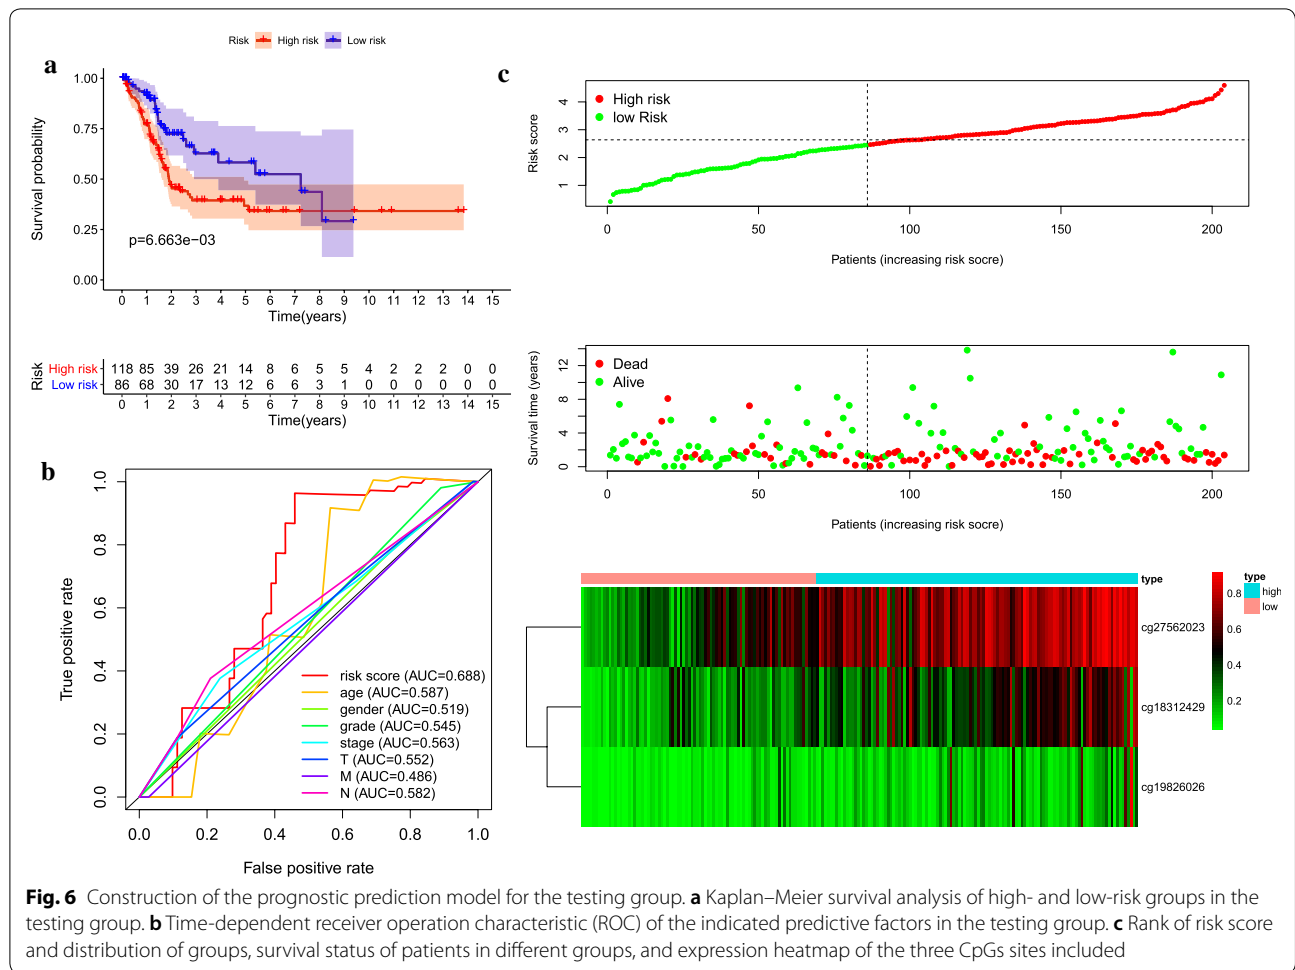 Risk High risk Low risk
a
1.00
0.75
0.50
0.25
0.00
Survival probability
p=6.663e−03
0 1 2 3 4 5 6 7 8 9 10 11 12 13 14 15
Time(years)
Risk
High risk 118 85 39 26 21 14 8 6 5 5 4 2 2 2 0 0
Low risk 86 68 30 17 13 12 6 6 3 1 0 0 0 0 0 0
0 1 2 3 4 5 6 7 8 9 10 11 12 13 14 15
Time(years)
b
1.0
0.8
0.6
0.4
0.2
0.0
True positive rate
risk score (AUC=0.688)
age (AUC=0.587)
gender (AUC=0.519)
grade (AUC=0.545)
stage (AUC=0.563)
T (AUC=0.552)
M (AUC=0.486)
N (AUC=0.582)
0.0 0.2 0.4 0.6 0.8 1.0
False positive rate
c
High risk
low Risk
4
3
2
1
Risk score
0 50 100 150 200
Patients (increasing risk socre)
Dead
Alive
12
8
4
0
Survival time (years)
0 50 100 150 200
Patients (increasing risk socre)
type
cg27562023
cg18312429
cg19826026
0.8
0.6
0.4
0.2
type
high
low
Fig. 6 Construction of the prognostic prediction model for the testing group. a Kaplan–Meier survival analysis of high- and low-risk groups in the
testing group. b Time-dependent receiver operation characteristic (ROC) of the indicated predictive factors in the testing group. c Rank of risk score
and distribution of groups, survival status of patients in different groups, and expression heatmap of the three CpGs sites included